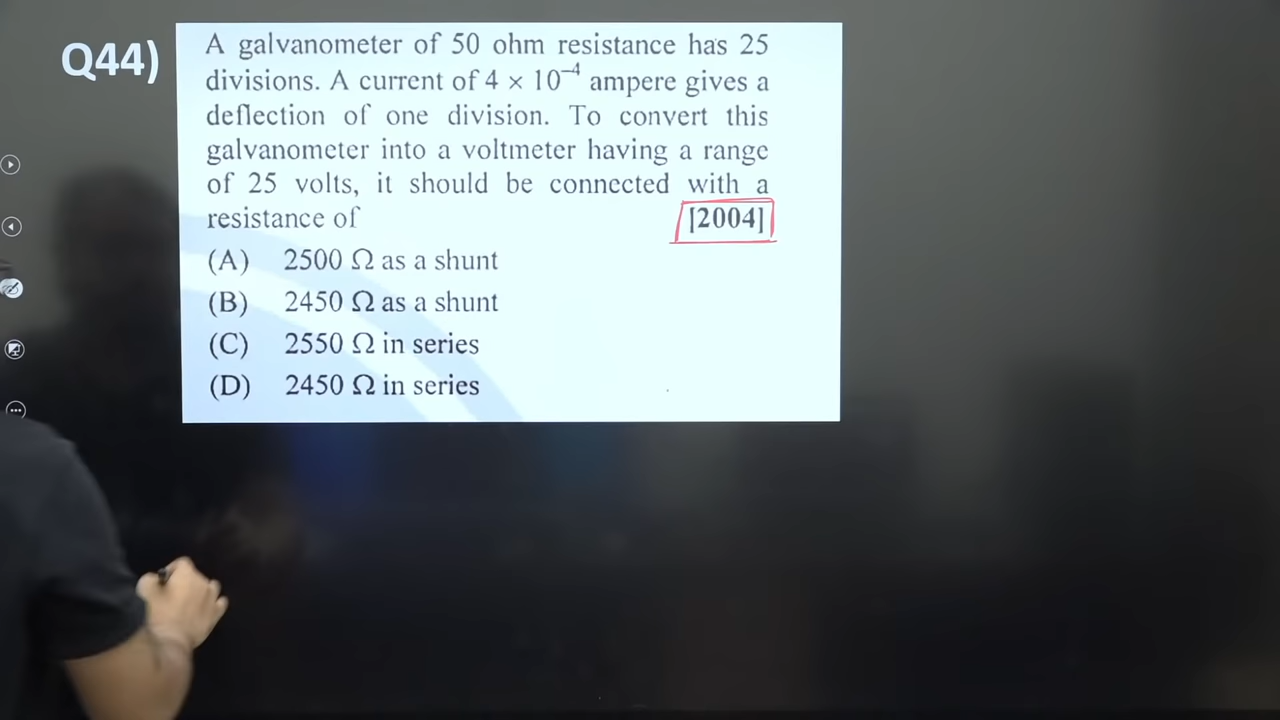 Q44)
A galvanometer of 50 ohm resistance has 25
divisions. A current of 4 × 10⁻⁴ ampere gives a
deflection of one division. To convert this
galvanometer into a voltmeter having a range
of 25 volts, it should be connected with a
resistance of [2004]
(A) 2500 Ω as a shunt
(B) 2450 Ω as a shunt
(C) 2550 Ω in series
(D) 2450 Ω in series